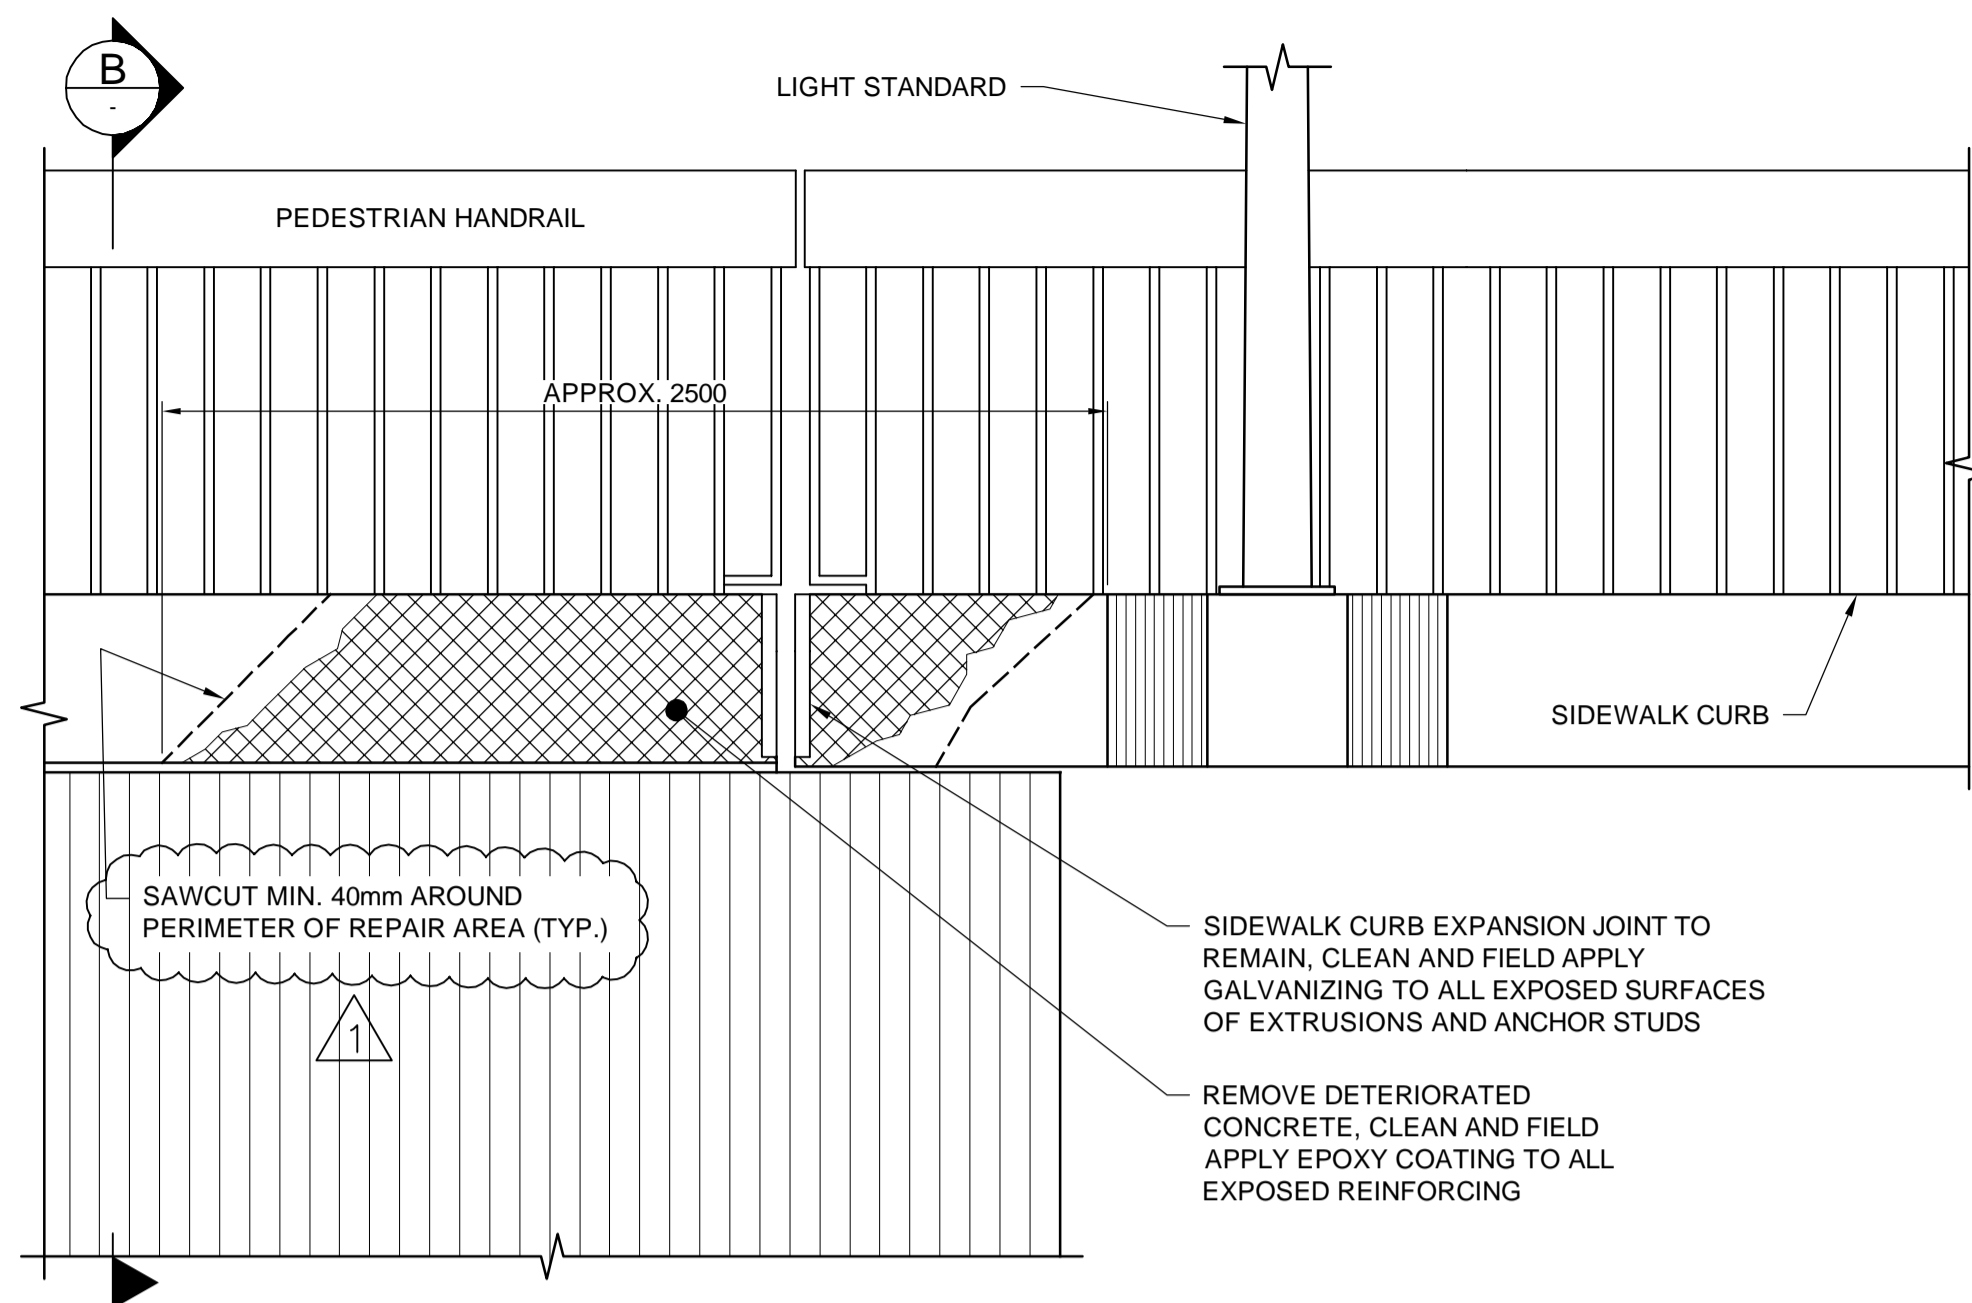 B
-
LIGHT STANDARD
PEDESTRIAN HANDRAIL
APPROX. 2500
SIDEWALK CURB
SAWCUT MIN. 40mm AROUND
PERIMETER OF REPAIR AREA (TYP.)
1
SIDEWALK CURB EXPANSION JOINT TO
REMAIN, CLEAN AND FIELD APPLY
GALVANIZING TO ALL EXPOSED SURFACES
OF EXTRUSIONS AND ANCHOR STUDS
REMOVE DETERIORATED
CONCRETE, CLEAN AND FIELD
APPLY EPOXY COATING TO ALL
EXPOSED REINFORCING